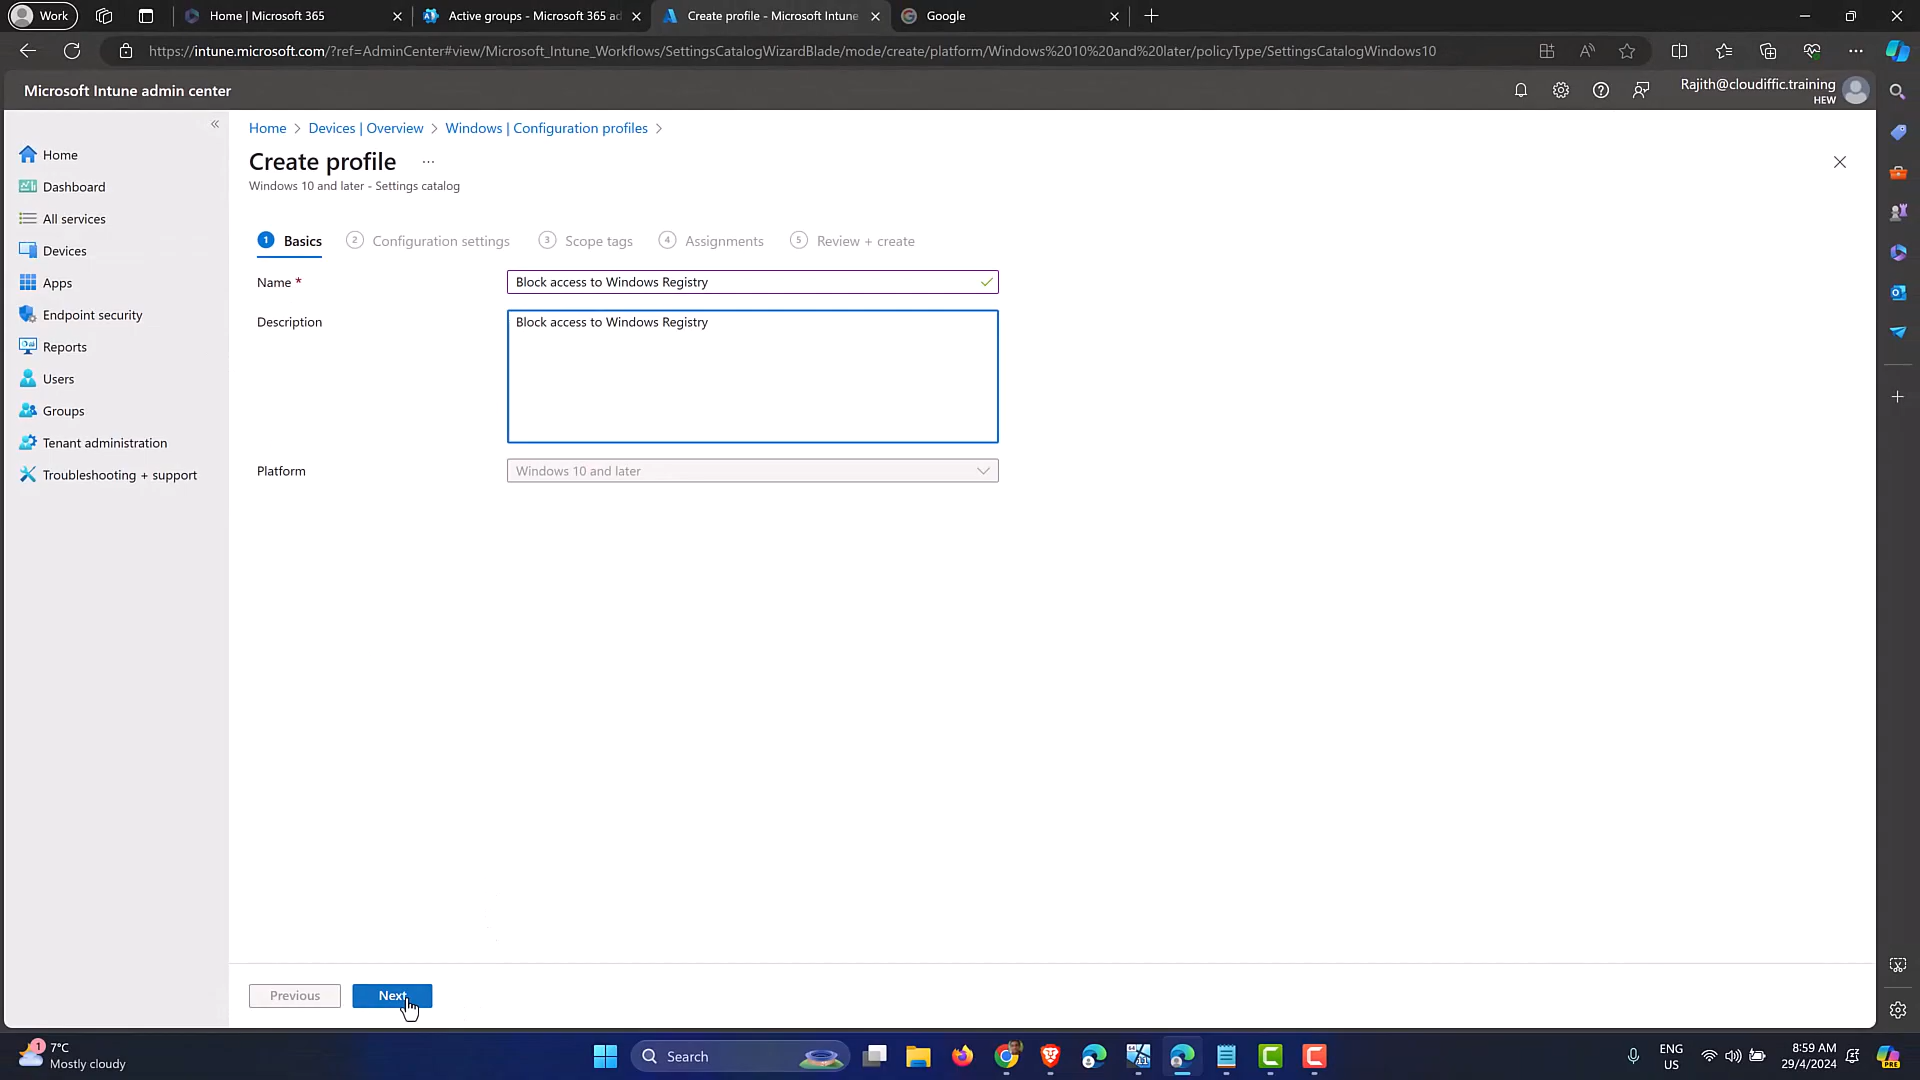 Work
Home | Microsoft 365
Active groups - Microsoft 365 ad
Create profile - Microsoft Intune
Google
https://intune.microsoft.com/?ref=AdminCenter#view/Microsoft_Intune_Workflows/SettingsCatalogWizardBlade/mode/create/platform/Windows%2010%20and%20later/policyType/SettingsCatalogWindows10
Microsoft Intune admin center
Rajith@cloudiffic.training
HEW
Home
Dashboard
All services
Devices
Apps
Endpoint security
Reports
Users
Groups
Tenant administration
Troubleshooting + support
Home > Devices | Overview > Windows | Configuration profiles >
Create profile ...
Windows 10 and later - Settings catalog
1 Basics
2 Configuration settings
3 Scope tags
4 Assignments
5 Review + create
Name *
Block access to Windows Registry
Description
Block access to Windows Registry
Platform
Windows 10 and later
Previous
Next
1
7°C
Mostly cloudy
Search
ENG
US
8:59 AM
29/4/2024
PRE